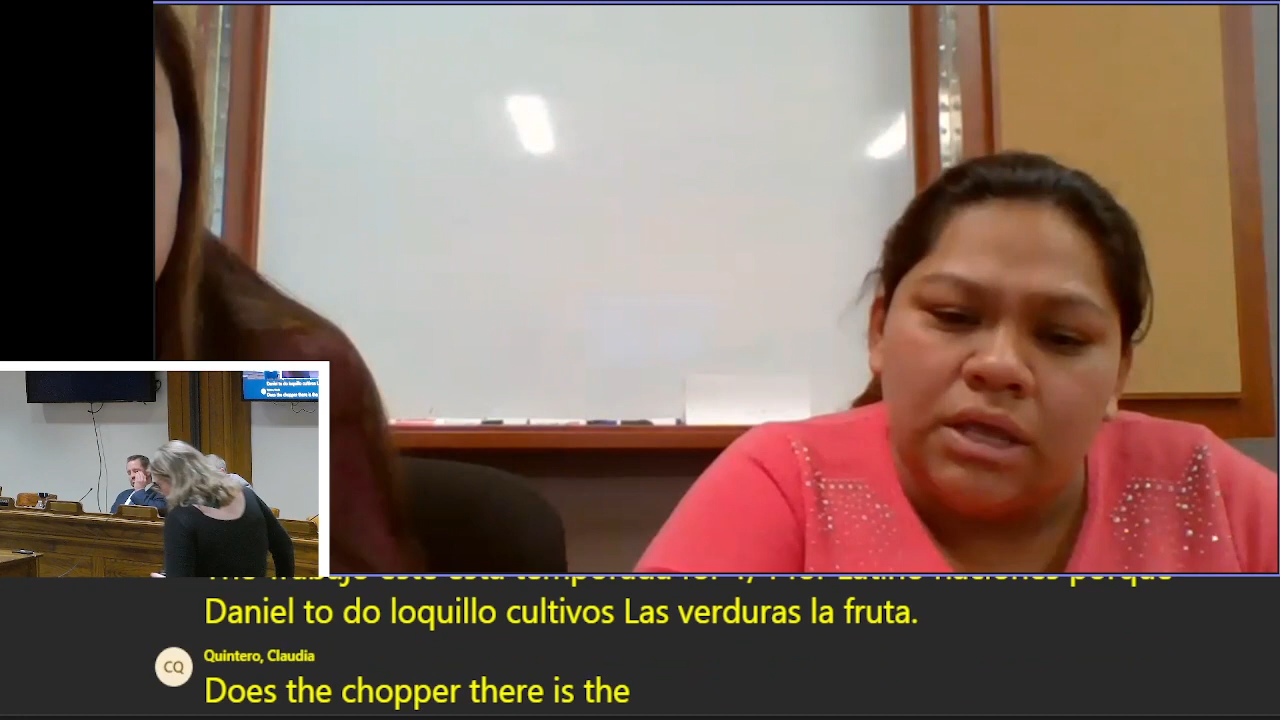 Daniel to do loquillo cultivos Las verduras la fruta.
CQ
Quintero, Claudia
Does the chopper there is the